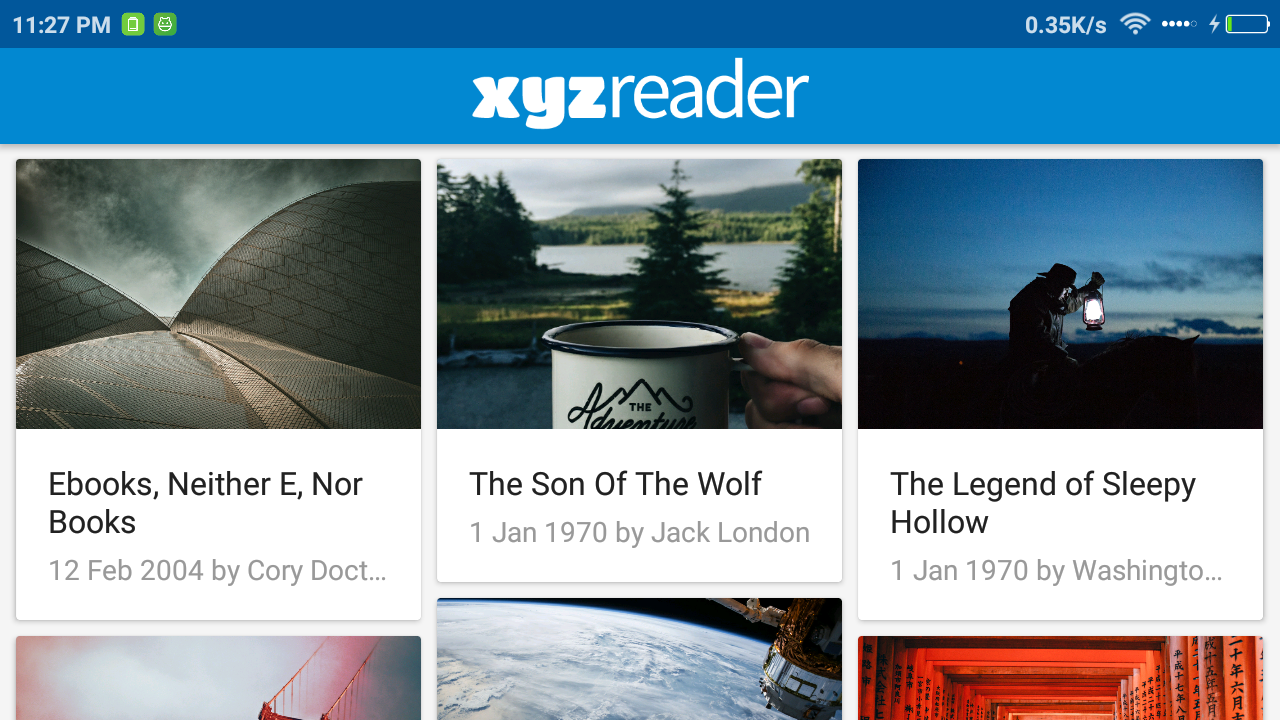 11:27 PM
0.35K/s
xyzreader
THE
Adventure
Ebooks, Neither E, Nor
Books
12 Feb 2004 by Cory Doct...
The Son Of The Wolf
1 Jan 1970 by Jack London
The Legend of Sleepy
Hollow
1 Jan 1970 by Washingto...